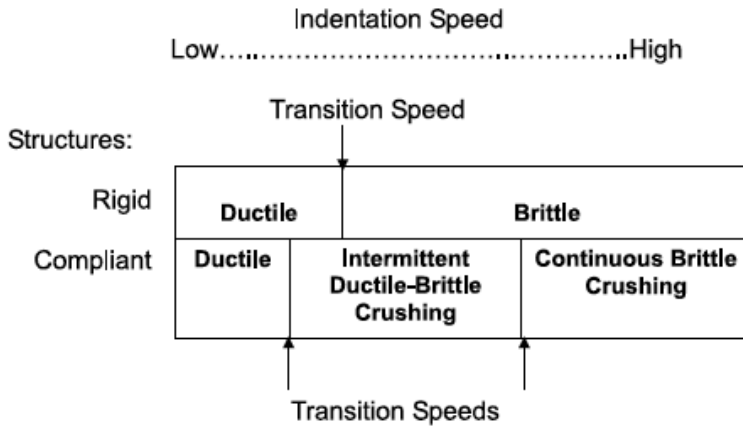 Indentation Speed
Low....................................................High
Transition Speed
Structures:
Rigid
Ductile
Brittle
Compliant
Ductile
Intermittent
Ductile-Brittle
Crushing
Continuous Brittle
Crushing
Transition Speeds